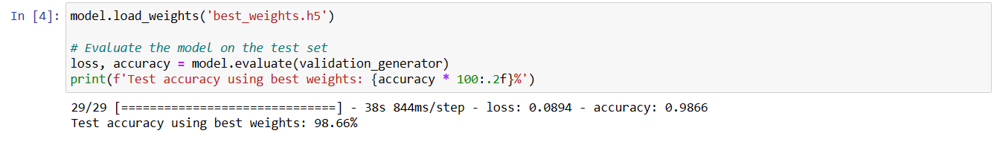 In [4]: model.load_weights('best_weights.h5')
# Evaluate the model on the test set
loss, accuracy = model.evaluate(validation_generator)
print(f'Test accuracy using best weights: {accuracy * 100:.2f}%')
29/29 [==============================] - 38s 844ms/step - loss: 0.0894 - accuracy: 0.9866
Test accuracy using best weights: 98.66%